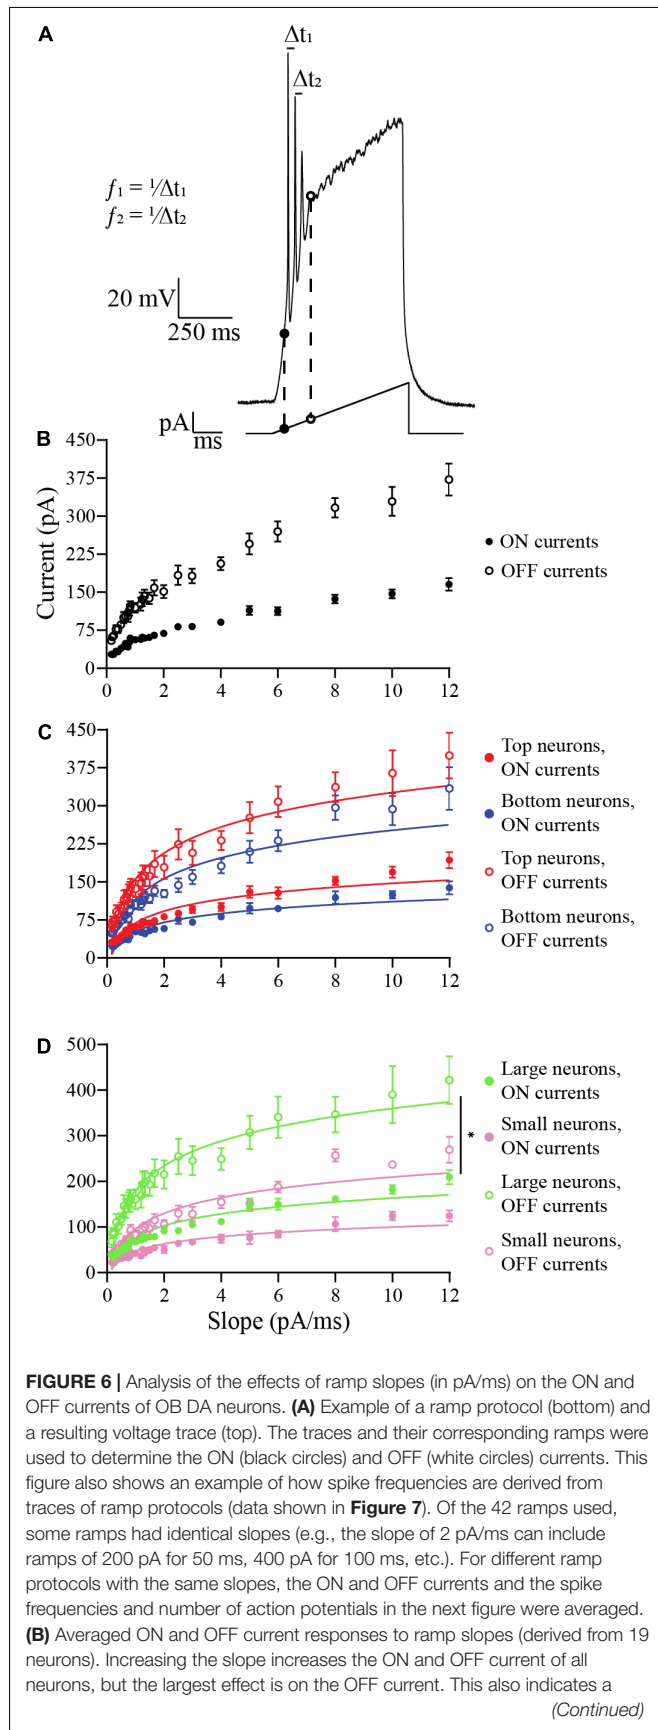 A
Δt₁
Δt₂
f₁ = ¹⁄Δt₁
f₂ = ¹⁄Δt₂
20 mV
250 ms
pA
ms
B
450
375
300
225
150
75
0
Current (pA)
ON currents
OFF currents
0 2 4 6 8 10 12
C
450
375
300
225
150
75
0
Top neurons,
ON currents
Bottom neurons,
ON currents
Top neurons,
OFF currents
Bottom neurons,
OFF currents
0 2 4 6 8 10 12
D
500
400
300
200
100
0
*
Large neurons,
ON currents
Small neurons,
ON currents
Large neurons,
OFF currents
Small neurons,
OFF currents
0 2 4 6 8 10 12
Slope (pA/ms)
FIGURE 6 | Analysis of the effects of ramp slopes (in pA/ms) on the ON and
OFF currents of OB DA neurons. (A) Example of a ramp protocol (bottom) and
a resulting voltage trace (top). The traces and their corresponding ramps were
used to determine the ON (black circles) and OFF (white circles) currents. This
figure also shows an example of how spike frequencies are derived from
traces of ramp protocols (data shown in Figure 7). Of the 42 ramps used,
some ramps had identical slopes (e.g., the slope of 2 pA/ms can include
ramps of 200 pA for 50 ms, 400 pA for 100 ms, etc.). For different ramp
protocols with the same slopes, the ON and OFF currents and the spike
frequencies and number of action potentials in the next figure were averaged.
(B) Averaged ON and OFF current responses to ramp slopes (derived from 19
neurons). Increasing the slope increases the ON and OFF current of all
neurons, but the largest effect is on the OFF current. This also indicates a
(Continued)